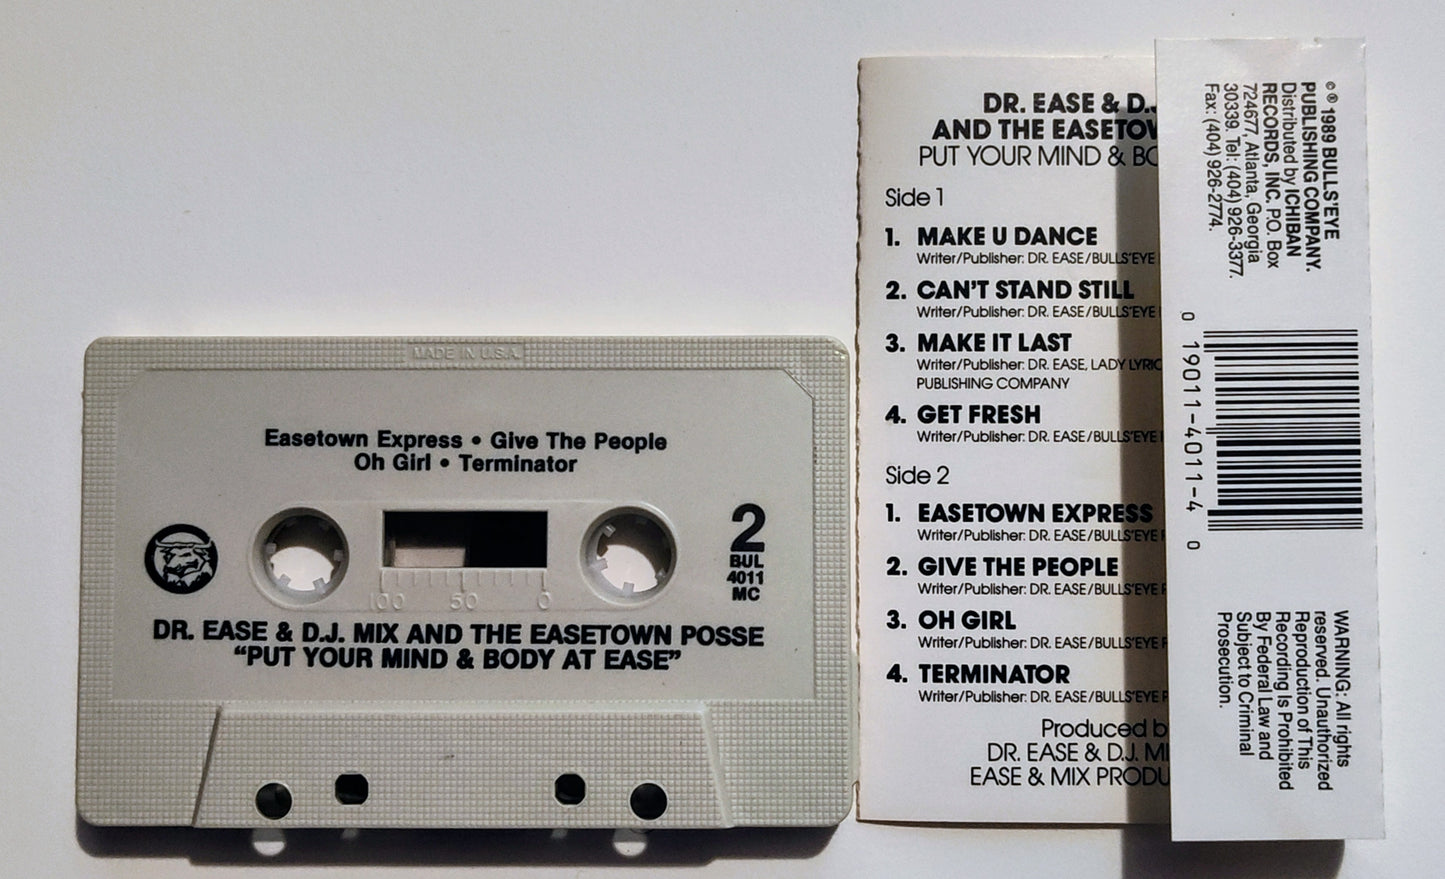 MADE IN U.S.A.
Easetown Express • Give The People
Oh Girl • Terminator
2
BUL
4011
MC
100 50 0
DR. EASE & D.J. MIX AND THE EASETOWN POSSE
“PUT YOUR MIND & BODY AT EASE”
DR. EASE & D.J.
AND THE
PUT YOUR MIND &
Side 1
1. MAKE U DANCE
Writer/Publisher: DR. EASE/BULLS'EYE
2. CAN'T STAND STILL
Writer/Publisher: DR. EASE/BULLS'EYE
3. MAKE IT LAST
Writer/Publisher: DR. EASE, LADY
PUBLISHING COMPANY
4. GET FRESH
Writer/Publisher: DR. EASE/BULLS'EYE
Side 2
1. EASETOWN EXPRESS
Writer/Publisher: DR. EASE/BULLS'EYE
2. GIVE THE PEOPLE
Writer/Publisher: DR. EASE/BULLS'EYE
3. OH GIRL
Writer/Publisher: DR. EASE/BULLS'EYE
4. TERMINATOR
Writer/Publisher: DR. EASE/BULLS'EYE
Produced
DR. EASE & D.J.
EASE & MIX
©℗ 1989 BULLS'EYE
PUBLISHING COMPANY.
Distributed by ICHIBAN
RECORDS, INC. P.O. Box
724677, Atlanta, Georgia
30339. Tel: (404) 926-3377.
Fax: (404) 926-2774.
0 19011-4011-4 0
WARNING: All rights
reserved. Unauthorized
Reproduction of This
Recording Is Prohibited
By Federal Law and
Subject to Criminal
Prosecution.